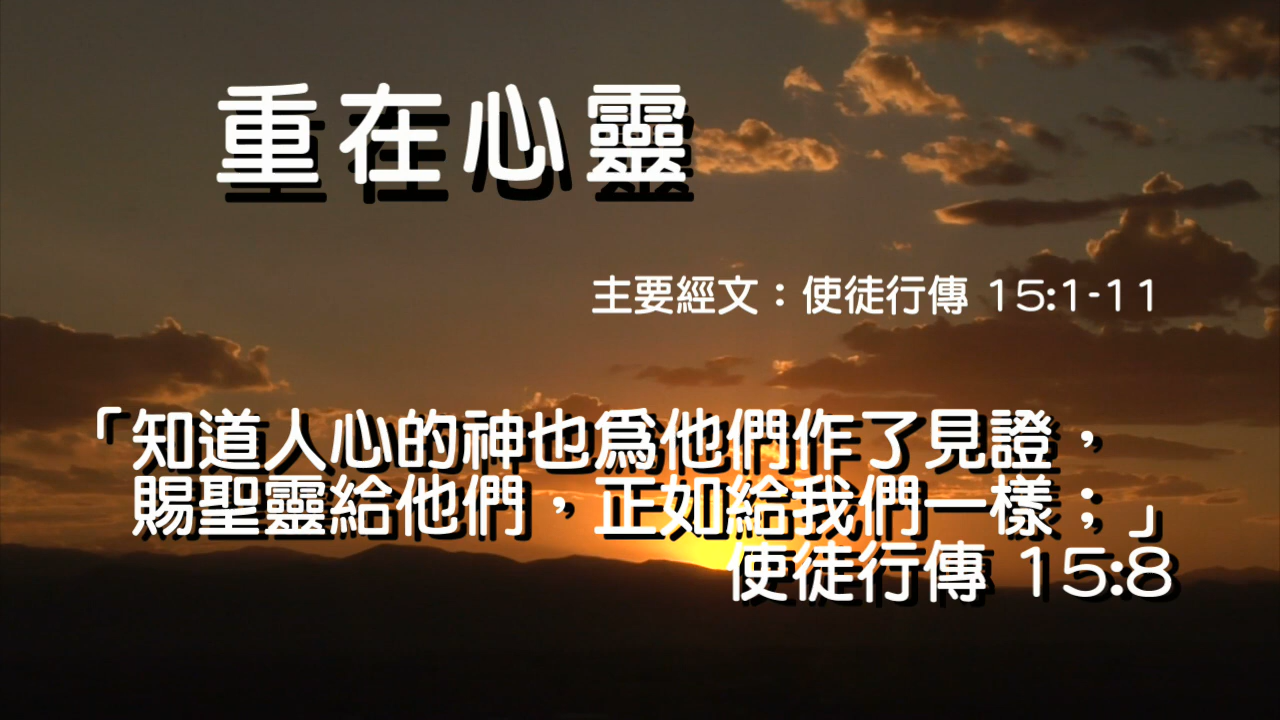 重在心靈
主要經文：使徒行傳 15:1-11
「知道人心的神也爲他們作了見證，
賜聖靈給他們，正如給我們一樣；」
使徒行傳 15:8